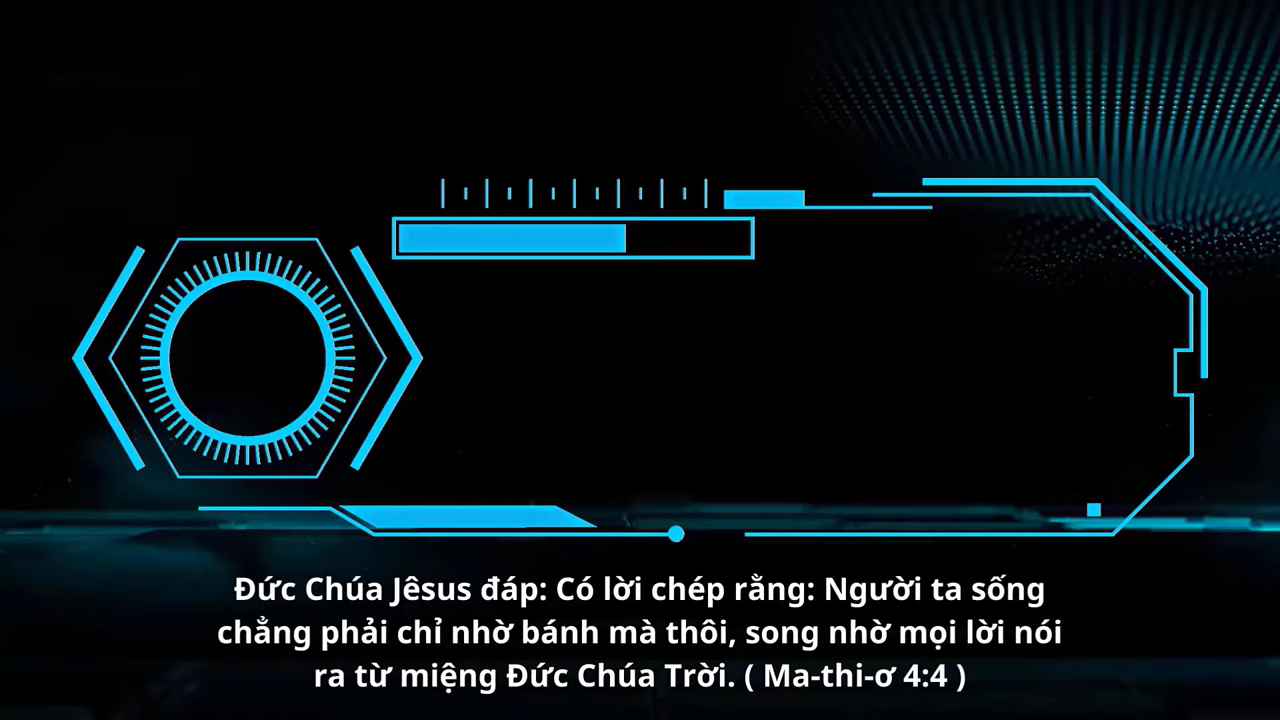 Đức Chúa Jêsus đáp: Có lời chép rằng: Người ta sống
chẳng phải chỉ nhờ bánh mà thôi, song nhờ mọi lời nói
ra từ miệng Đức Chúa Trời. ( Ma-thi-ơ 4:4 )